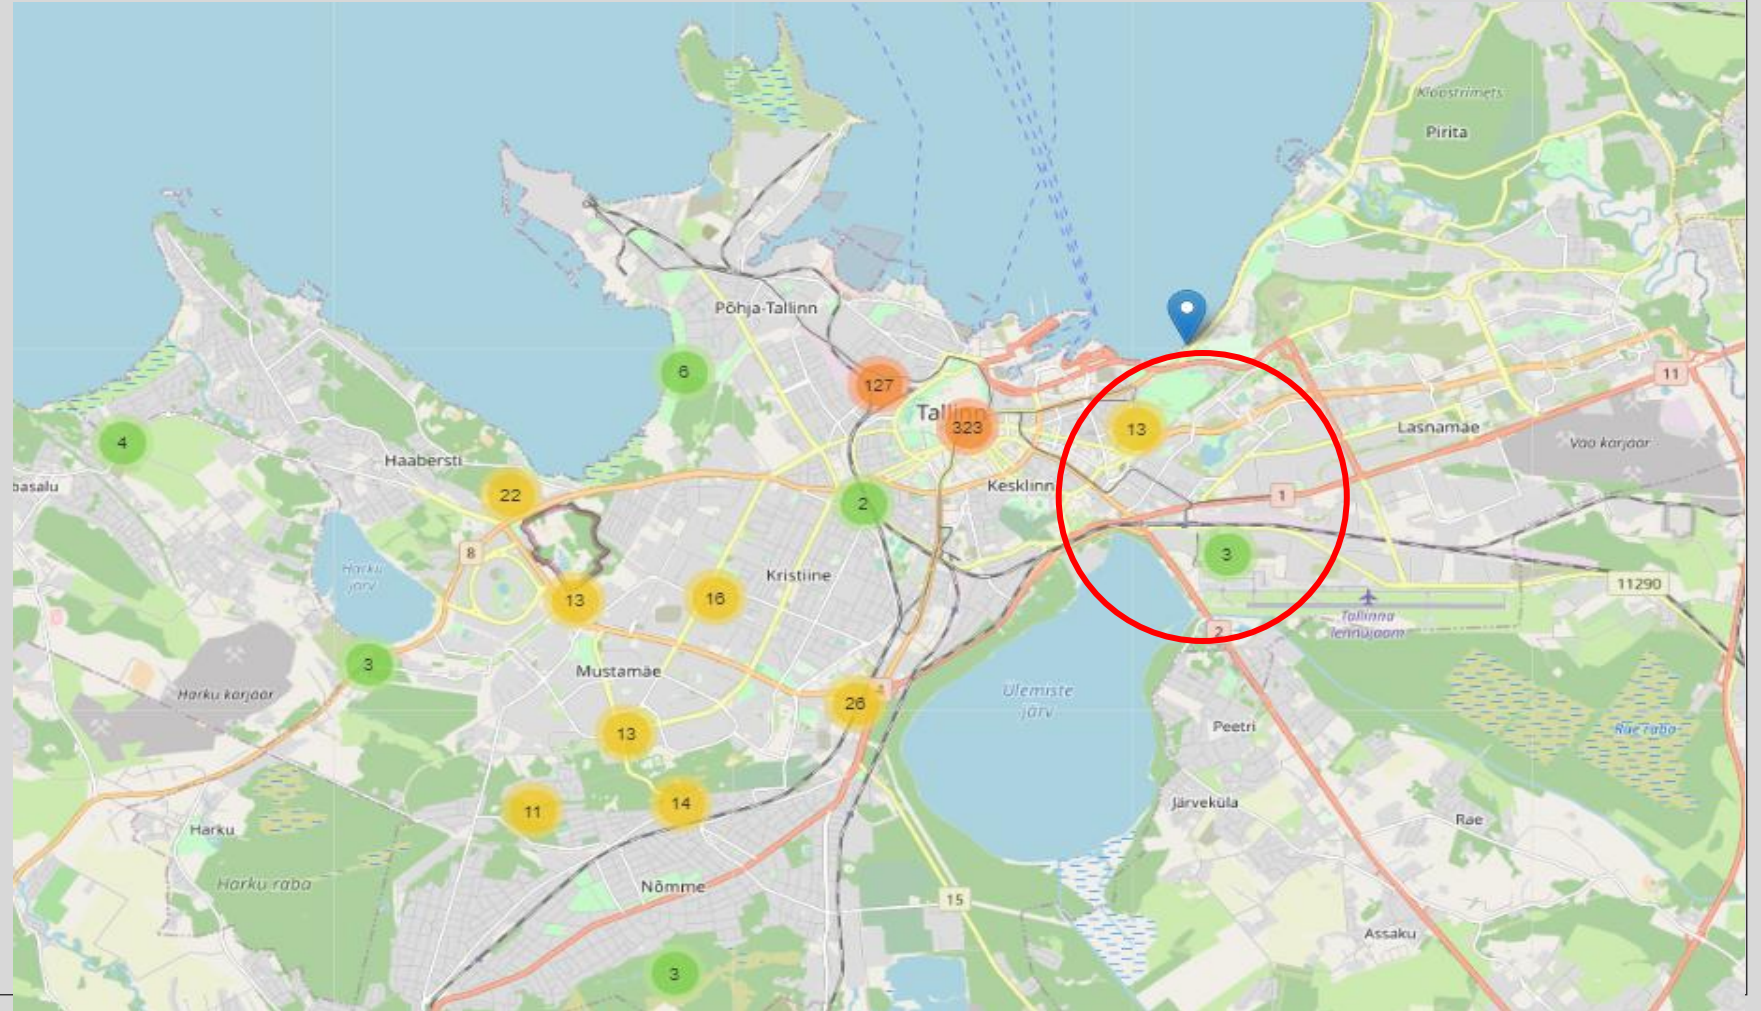 Kloostrimets
Pirita
Põhja-Tallinn
6
127
11
Tallinn
323
13
Lasnamäe
Vao karjäär
4
Haabersti
22
Kesklinn
1
2
8
Harku
järv
3
Kristiine
11290
13
16
Tallinna
lennujaam
2
3
Mustamäe
Harku karjäär
Ülemiste
järv
26
Peetri
Rae raba
13
14
11
Järveküla
Rae
Harku
Harku raba
Nõmme
15
Assaku
3